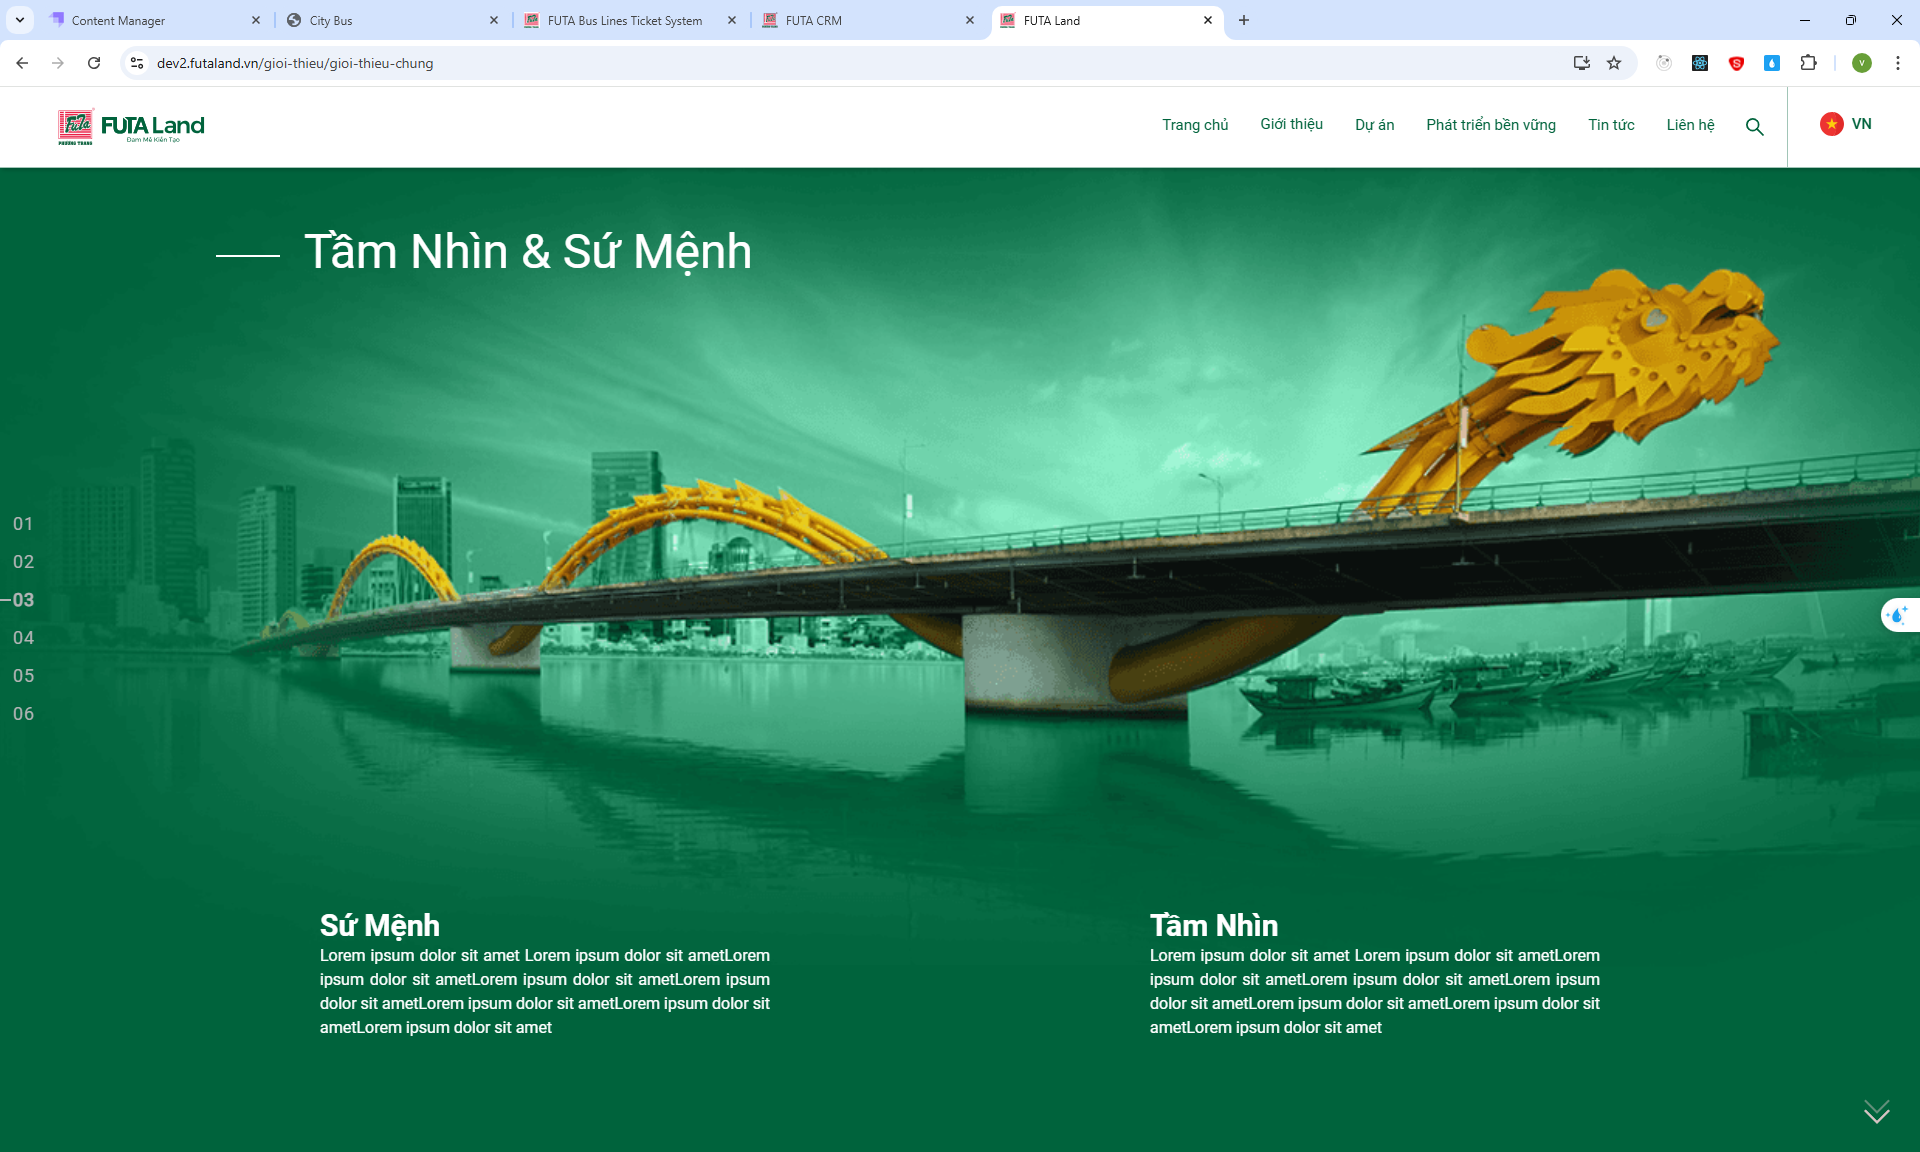 Content Manager
City Bus
FUTA Bus Lines Ticket System
FUTA CRM
FUTA Land
dev2.futaland.vn/gioi-thieu/gioi-thieu-chung
V
FuTa
PHƯƠNG TRANG
FUTA Land
Đam Mê Kiến Tạo
Trang chủ
Giới thiệu
Dự án
Phát triển bền vững
Tin tức
Liên hệ
VN
Tầm Nhìn & Sứ Mệnh
01
02
03
04
05
06
Sứ Mệnh
Lorem ipsum dolor sit amet Lorem ipsum dolor sit ametLorem
ipsum dolor sit ametLorem ipsum dolor sit ametLorem ipsum
dolor sit ametLorem ipsum dolor sit ametLorem ipsum dolor sit
ametLorem ipsum dolor sit amet
Tầm Nhìn
Lorem ipsum dolor sit amet Lorem ipsum dolor sit ametLorem
ipsum dolor sit ametLorem ipsum dolor sit ametLorem ipsum
dolor sit ametLorem ipsum dolor sit ametLorem ipsum dolor sit
ametLorem ipsum dolor sit amet